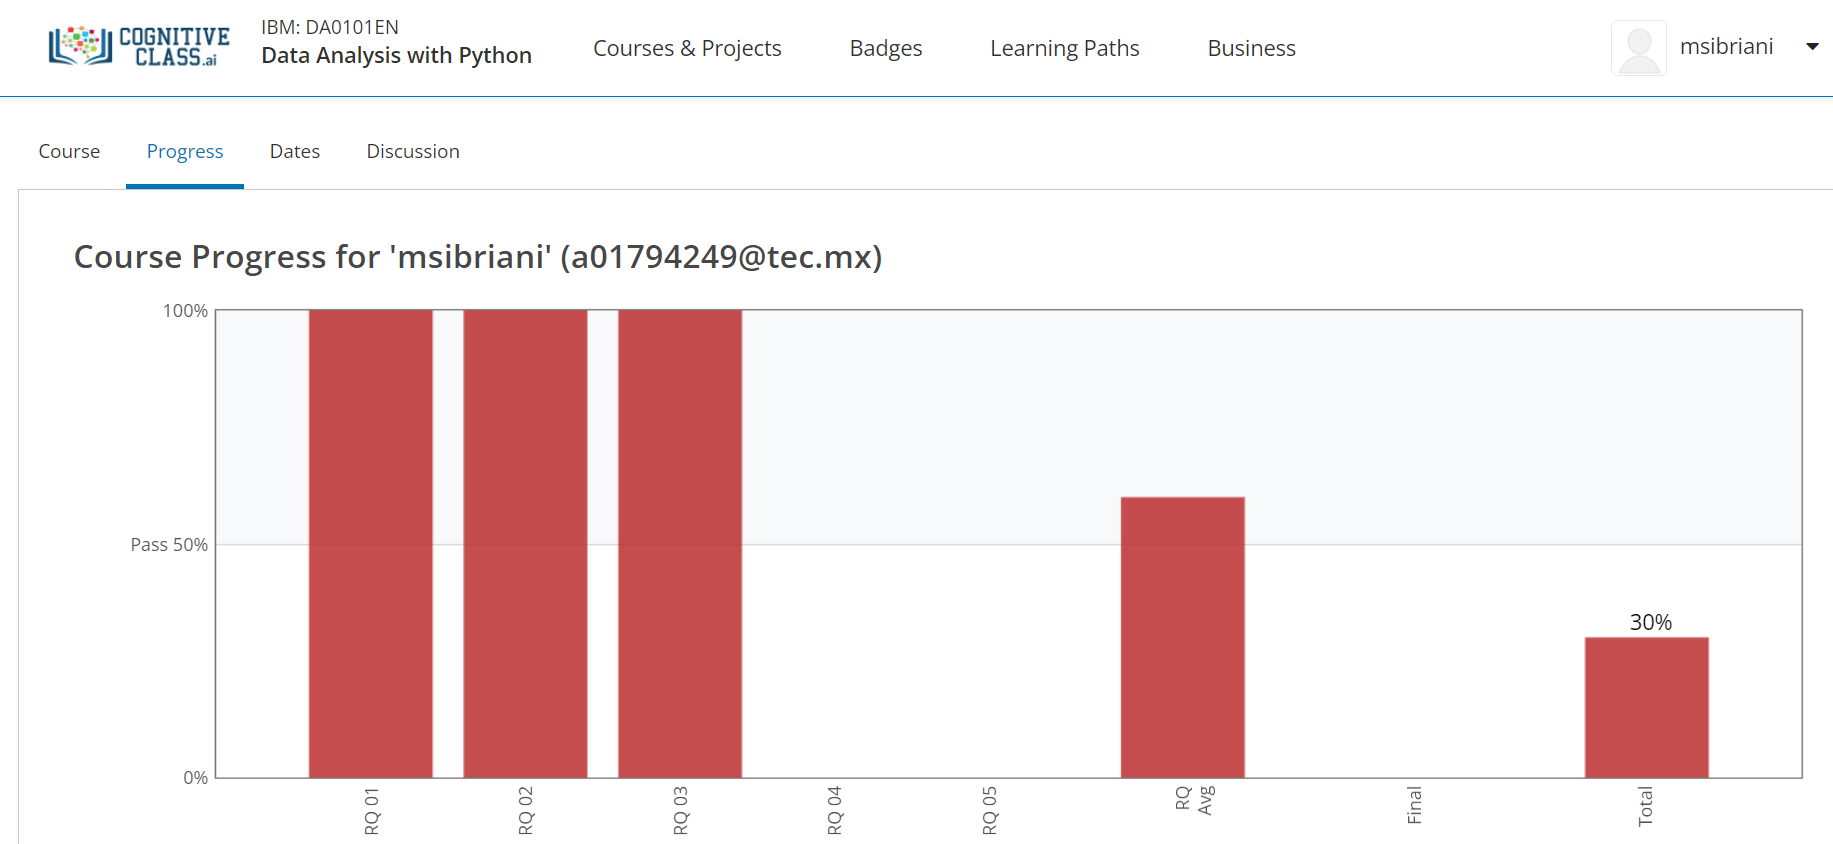 COGNITIVE
CLASS.ai
IBM: DA0101EN
Data Analysis with Python
Courses & Projects
Badges
Learning Paths
Business
msibriani
Course
Progress
Dates
Discussion
Course Progress for 'msibriani' (a01794249@tec.mx)
100%
Pass 50%
0%
30%
RQ 01
RQ 02
RQ 03
RQ 04
RQ 05
RQ
Avg
Final
Total